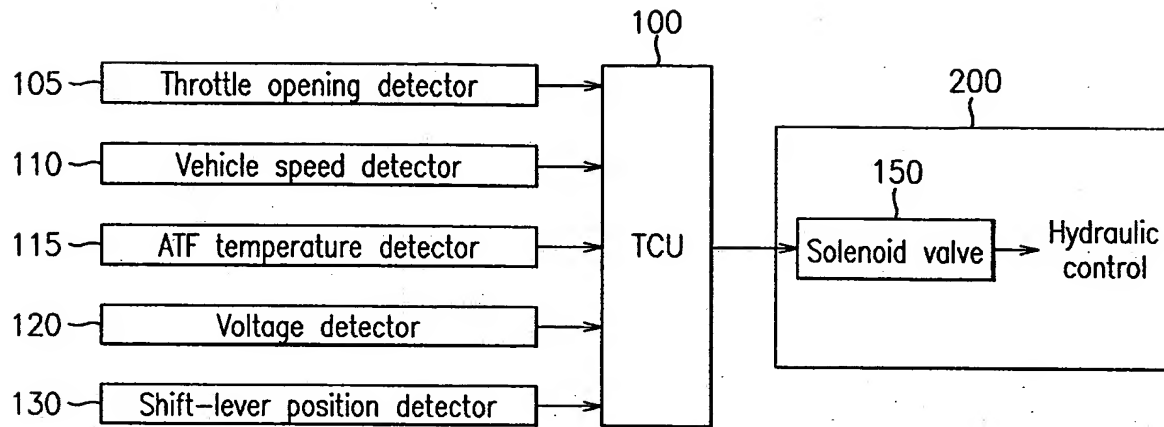 100
105 Throttle opening detector
200
110 Vehicle speed detector
150
115 ATF temperature detector
TCU
Solenoid valve
Hydraulic
control
120 Voltage detector
130 Shift-lever position detector